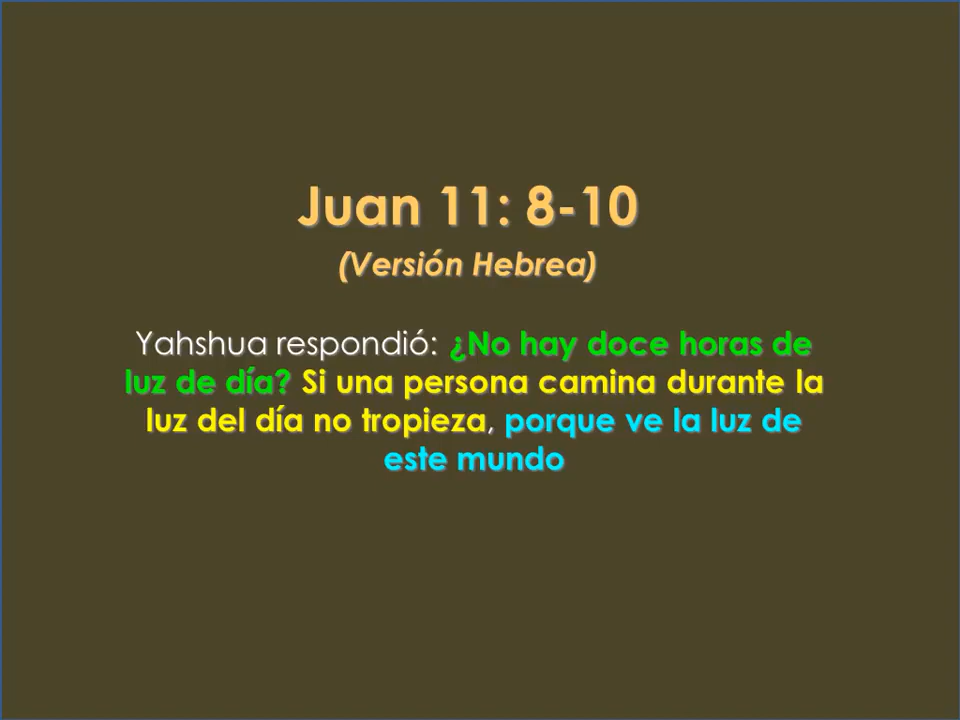 Juan 11: 8-10
(Versión Hebrea)
Yahshua respondió: ¿No hay doce horas de
luz de día? Si una persona camina durante la
luz del día no tropieza, porque ve la luz de
este mundo